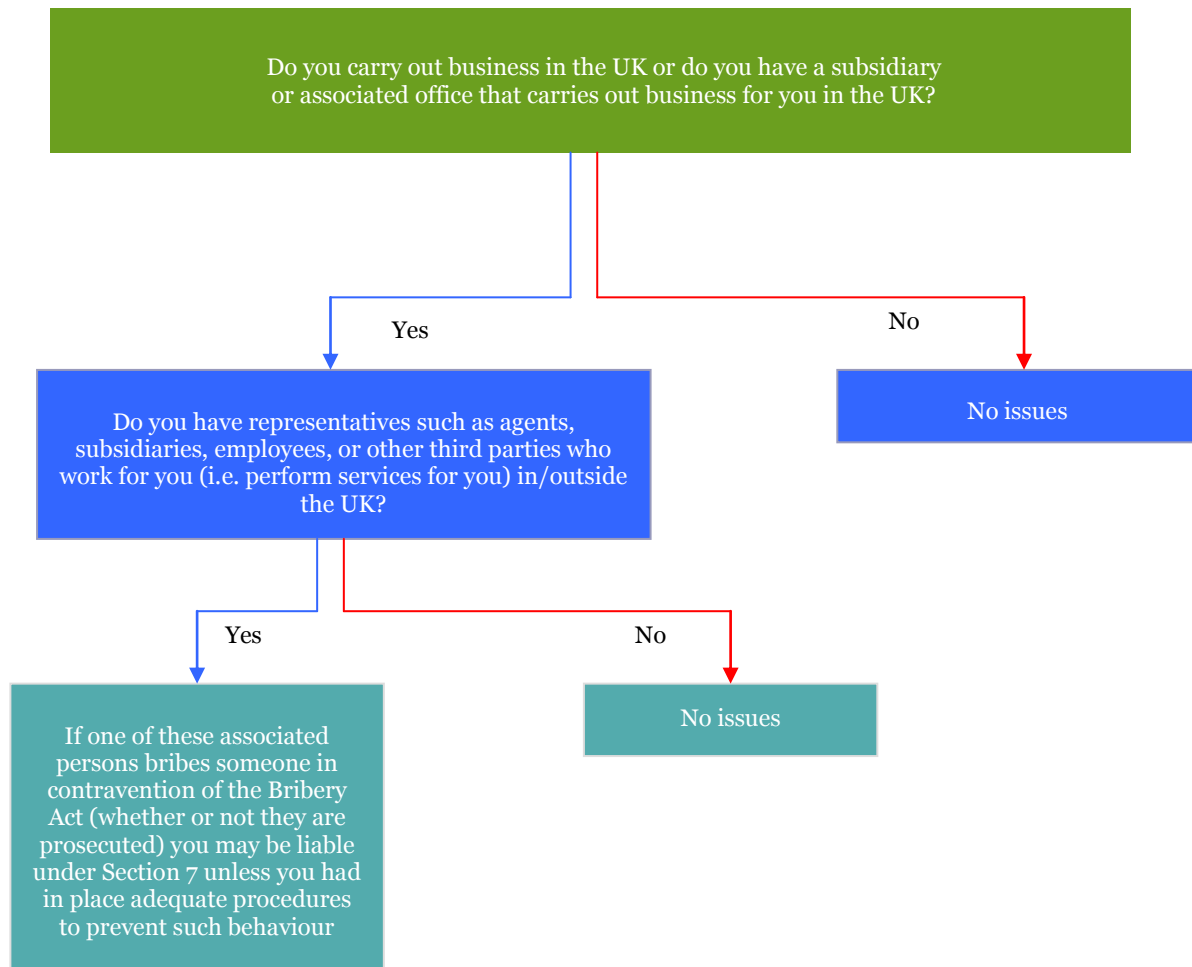 Do you carry out business in the UK or do you have a subsidiary
or associated office that carries out business for you in the UK?
Yes
No
Do you have representatives such as agents,
subsidiaries, employees, or other third parties who
work for you (i.e. perform services for you) in/outside
the UK?
No issues
Yes
No
If one of these associated
persons bribes someone in
contravention of the Bribery
Act (whether or not they are
prosecuted) you may be liable
under Section 7 unless you had
in place adequate procedures
to prevent such behaviour
No issues